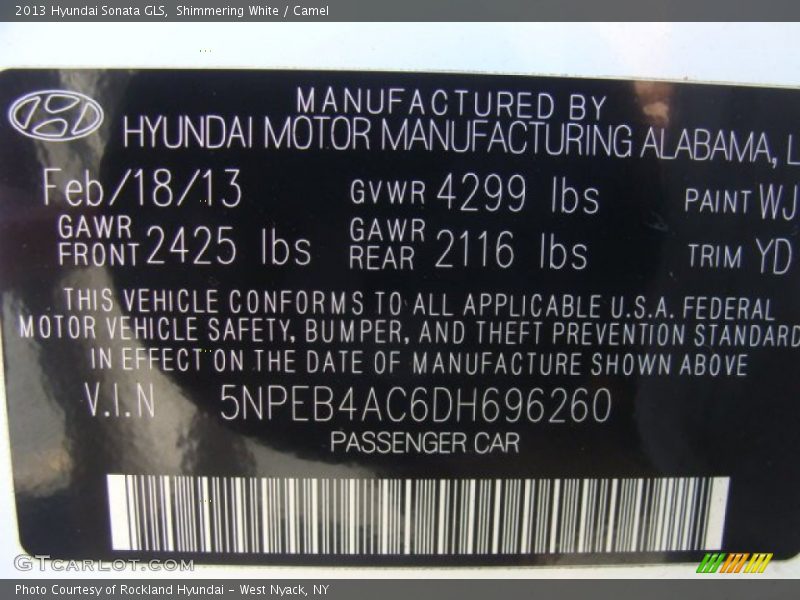 2013 Hyundai Sonata GLS, Shimmering White / Camel
MANUFACTURED BY
HYUNDAI MOTOR MANUFACTURING ALABAMA, L
Feb/18/13 GVWR 4299 lbs PAINT WJ
GAWR FRONT 2425 lbs GAWR REAR 2116 lbs TRIM YD
THIS VEHICLE CONFORMS TO ALL APPLICABLE U.S.A. FEDERAL
MOTOR VEHICLE SAFETY, BUMPER, AND THEFT PREVENTION STANDARD
IN EFFECT ON THE DATE OF MANUFACTURE SHOWN ABOVE
V.I.N 5NPEB4AC6DH696260
PASSENGER CAR
GTCARLOT.COM
Photo Courtesy of Rockland Hyundai - West Nyack, NY